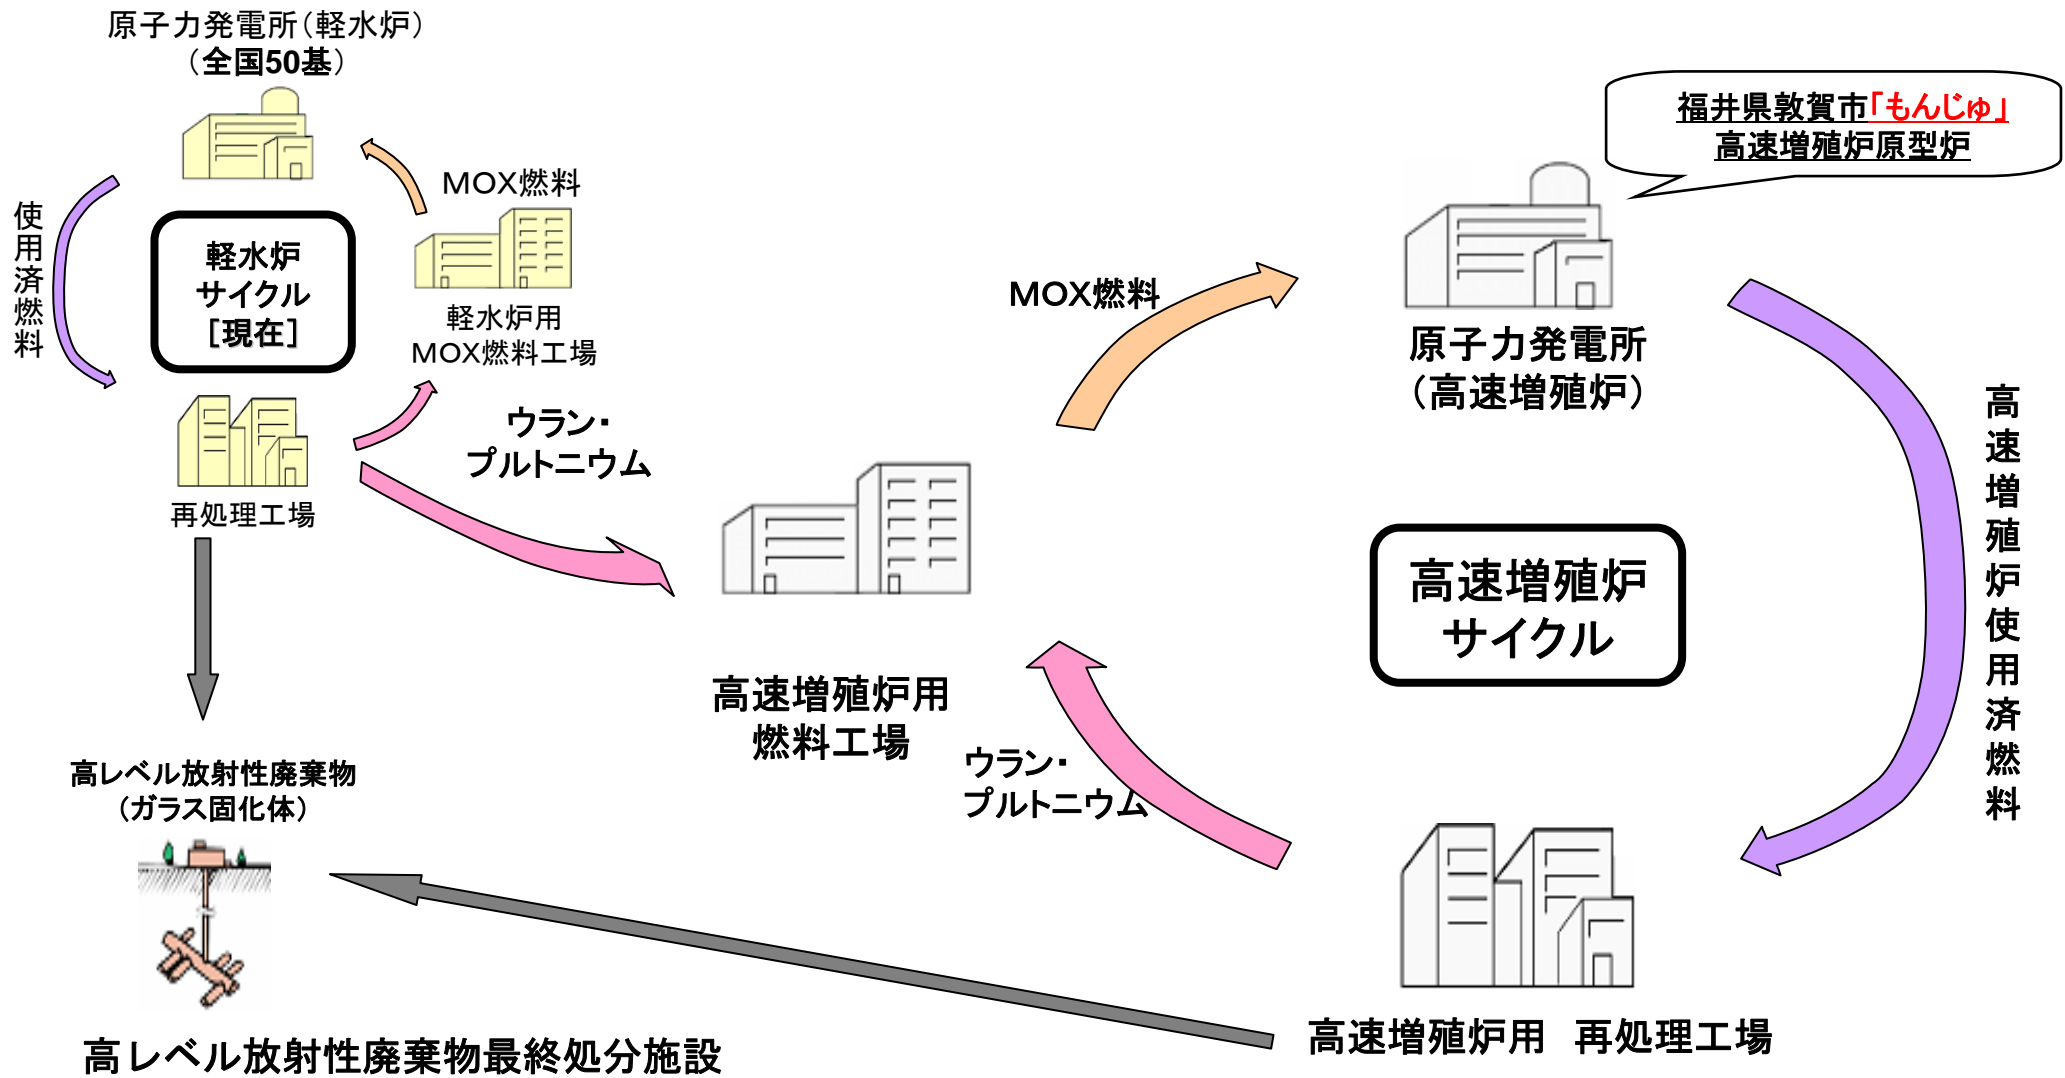 原子力発電所（軽水炉）
（全国50基）
福井県敦賀市「もんじゅ」
高速増殖炉原型炉
MOX燃料
使用済燃料
軽水炉
サイクル
［現在］
軽水炉用
MOX燃料工場
MOX燃料
原子力発電所
（高速増殖炉）
ウラン・
プルトニウム
高速増殖炉使用済燃料
再処理工場
高速増殖炉
サイクル
高速増殖炉用
燃料工場
ウラン・
プルトニウム
高レベル放射性廃棄物
（ガラス固化体）
高速増殖炉用　再処理工場
高レベル放射性廃棄物最終処分施設